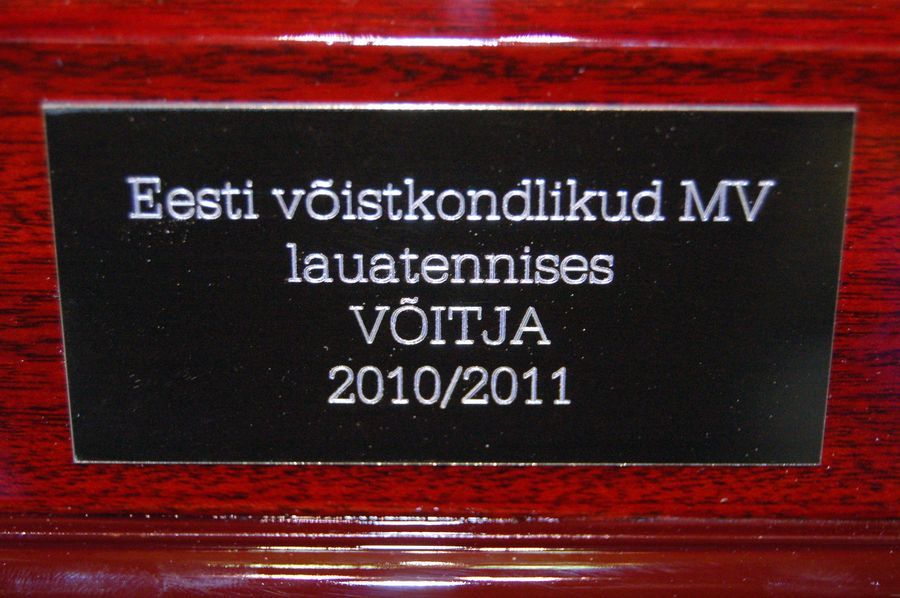 Eesti võistkondlikud MV
lauatennises
VÕITJA
2010/2011